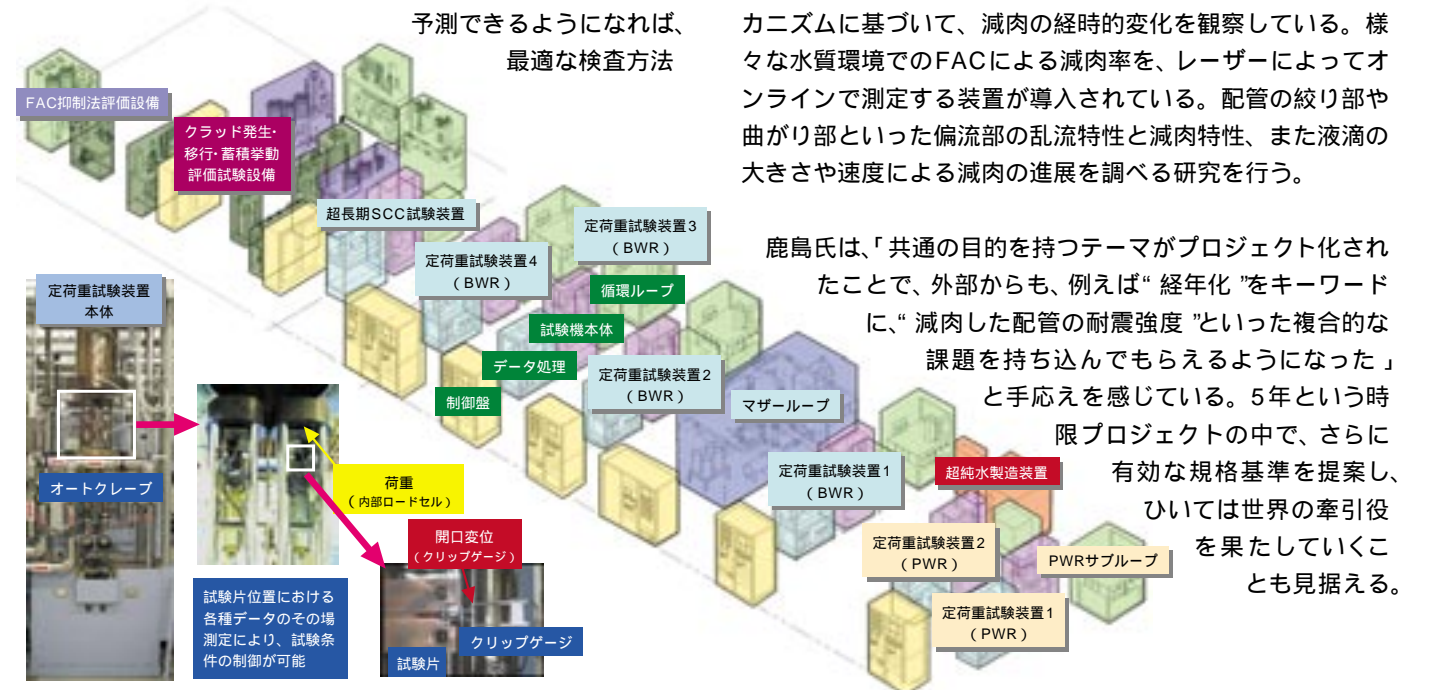 予測できるようになれば、
最適な検査方法
カニズムに基づいて、減肉の経時的変化を観察している。様
々な水質環境でのFACによる減肉率を、レーザーによってオ
ンラインで測定する装置が導入されている。配管の絞り部や
曲がり部といった偏流部の乱流特性と減肉特性、また液滴の
大きさや速度による減肉の進展を調べる研究を行う。
鹿島氏は、「共通の目的を持つテーマがプロジェクト化され
たことで、外部からも、例えば“経年化”をキーワード
に、“減肉した配管の耐震強度”といった複合的な
課題を持ち込んでもらえるようになった」
と手応えを感じている。5年という時
限プロジェクトの中で、さらに
有効な規格基準を提案し、
ひいては世界の牽引役
を果たしていくこ
とも見据える。
FAC抑制法評価設備
クラッド発生・
移行・蓄積挙動
評価試験設備
超長期SCC試験装置
定荷重試験装置3
(BWR)
定荷重試験装置4
(BWR)
循環ループ
試験機本体
データ処理
制御盤
定荷重試験装置2
(BWR)
マザーループ
定荷重試験装置1
(BWR)
超純水製造装置
定荷重試験装置2
(PWR)
PWRサブループ
定荷重試験装置1
(PWR)
定荷重試験装置
本体
オートクレーブ
荷重
(内部ロードセル)
開口変位
(クリップゲージ)
試験片位置における
各種データのその場
測定により、試験条
件の制御が可能
クリップゲージ
試験片